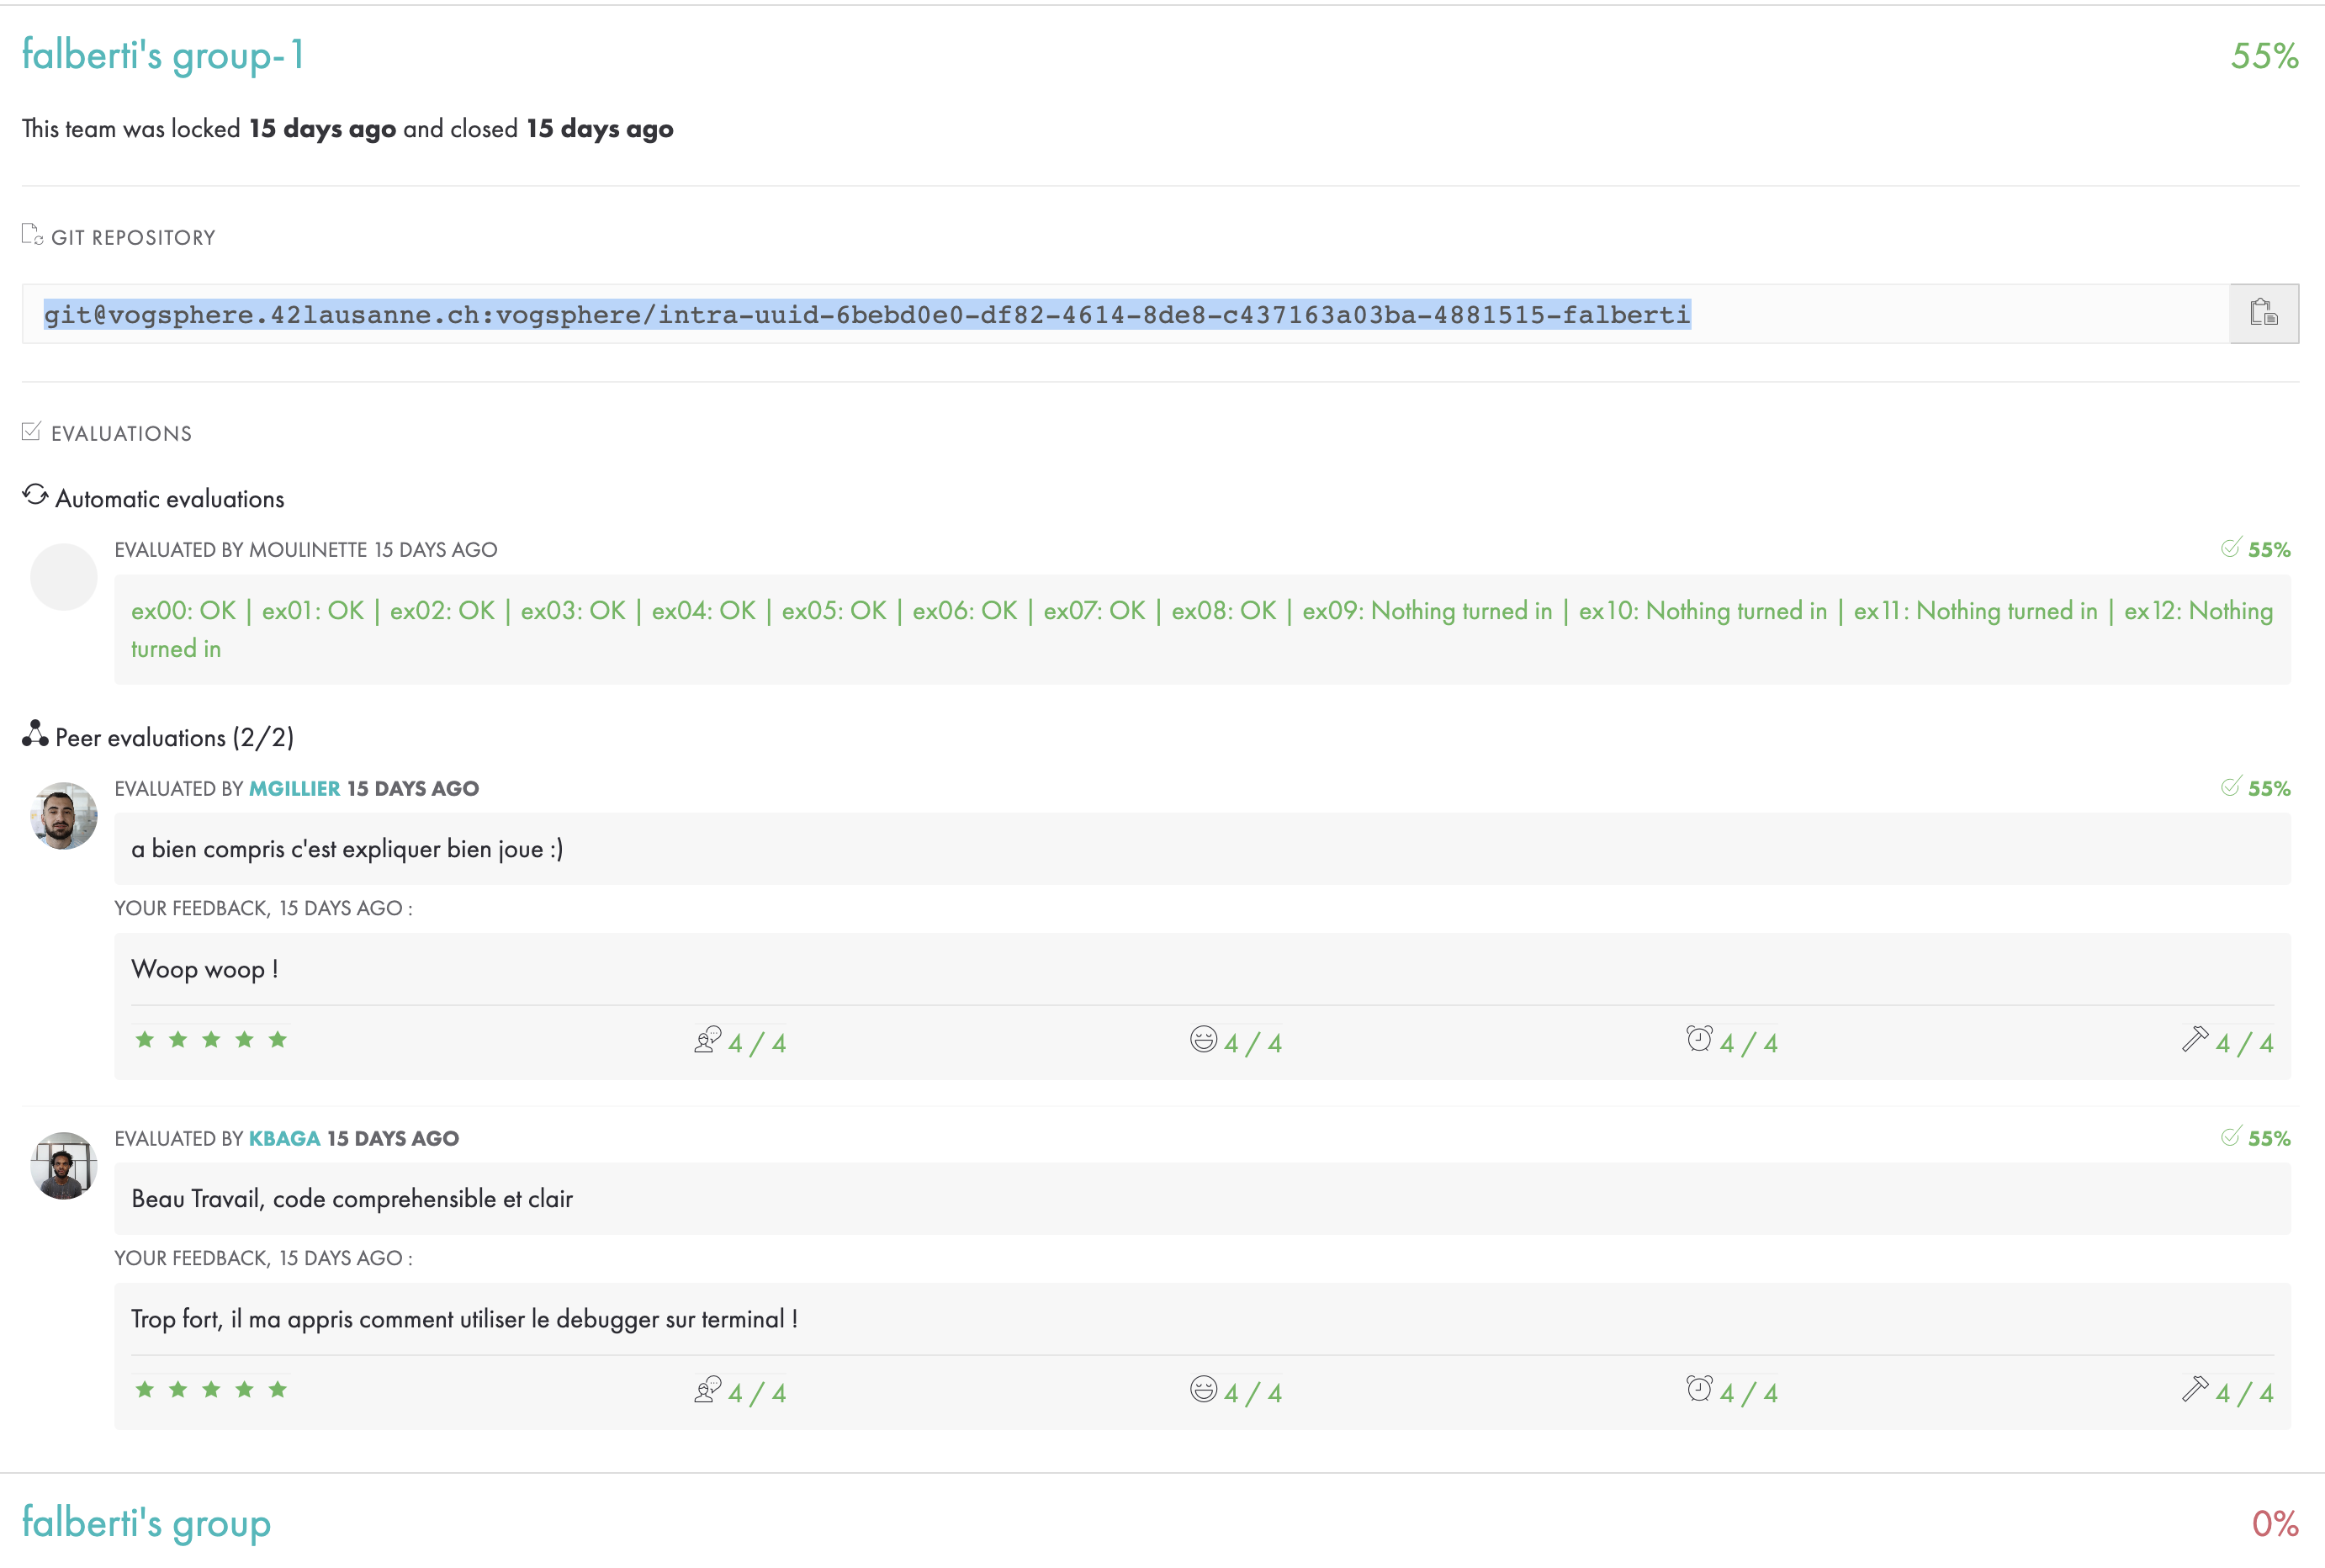 falberti's group-1
55%
This team was locked 15 days ago and closed 15 days ago
GIT REPOSITORY
git@vogsphere.42lausanne.ch:vogsphere/intra-uuid-6bebd0e0-df82-4614-8de8-c437163a03ba-4881515-falberti
EVALUATIONS
Automatic evaluations
EVALUATED BY MOULINETTE 15 DAYS AGO
55%
ex00: OK | ex01: OK | ex02: OK | ex03: OK | ex04: OK | ex05: OK | ex06: OK | ex07: OK | ex08: OK | ex09: Nothing turned in | ex10: Nothing turned in | ex11: Nothing turned in | ex12: Nothing
turned in
Peer evaluations (2/2)
EVALUATED BY MGILLIER 15 DAYS AGO
55%
a bien compris c'est expliquer bien joue :)
YOUR FEEDBACK, 15 DAYS AGO :
Woop woop !
4 / 4
4 / 4
4 / 4
4 / 4
EVALUATED BY KBAGA 15 DAYS AGO
55%
Beau Travail, code comprehensible et clair
YOUR FEEDBACK, 15 DAYS AGO :
Trop fort, il ma appris comment utiliser le debugger sur terminal !
4 / 4
4 / 4
4 / 4
4 / 4
falberti's group
0%